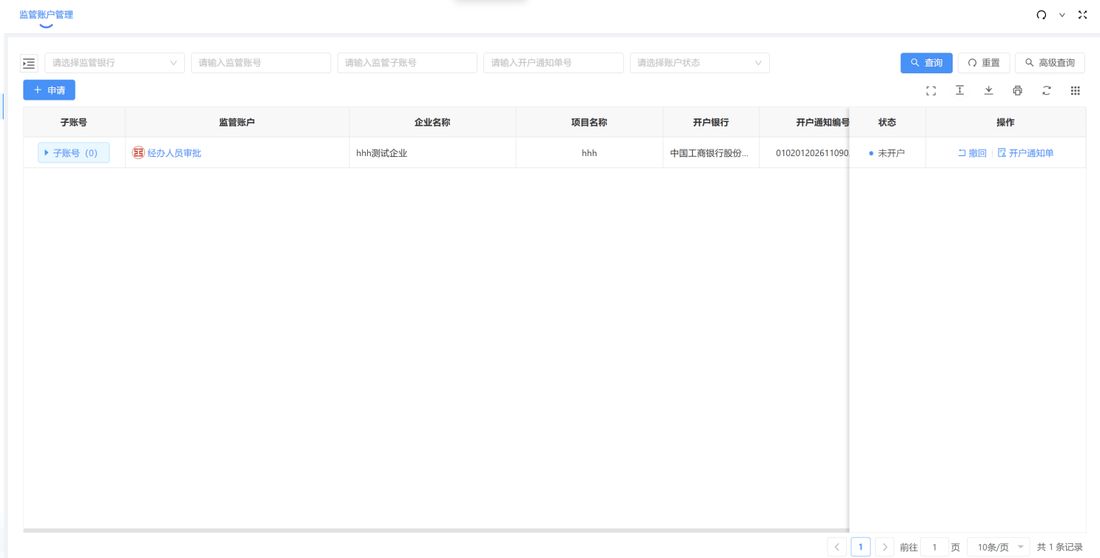 监管账户管理
请选择监管银行 请输入监管账号 请输入监管子账号 请输入开户通知单号 请选择账户状态 查询 重置 高级查询
申请
子账号 监管账户 企业名称 项目名称 开户银行 开户通知编号 状态 操作
子账号（0） 经办人员审批 hhh测试企业 hhh 中国工商银行股份... 010201202611090 未开户 撤回 开户通知单
1 前往 1 页 10条/页 共 1 条记录